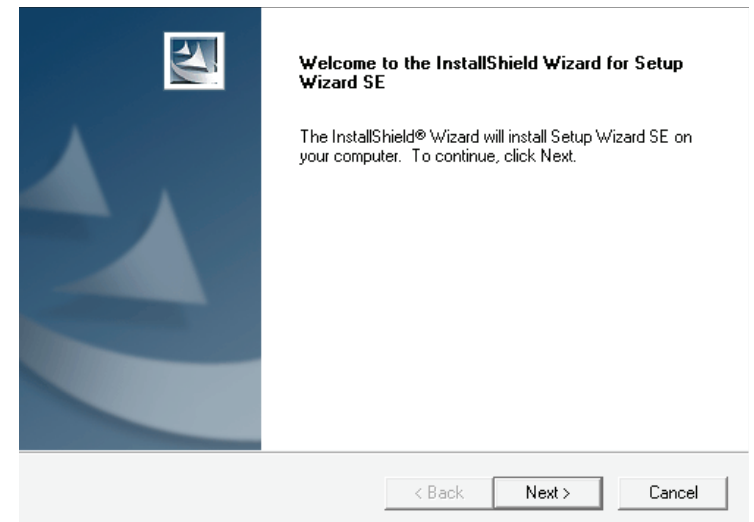 Welcome to the InstallShield Wizard for Setup
Wizard SE
The InstallShield® Wizard will install Setup Wizard SE on
your computer. To continue, click Next.
< Back
Next >
Cancel